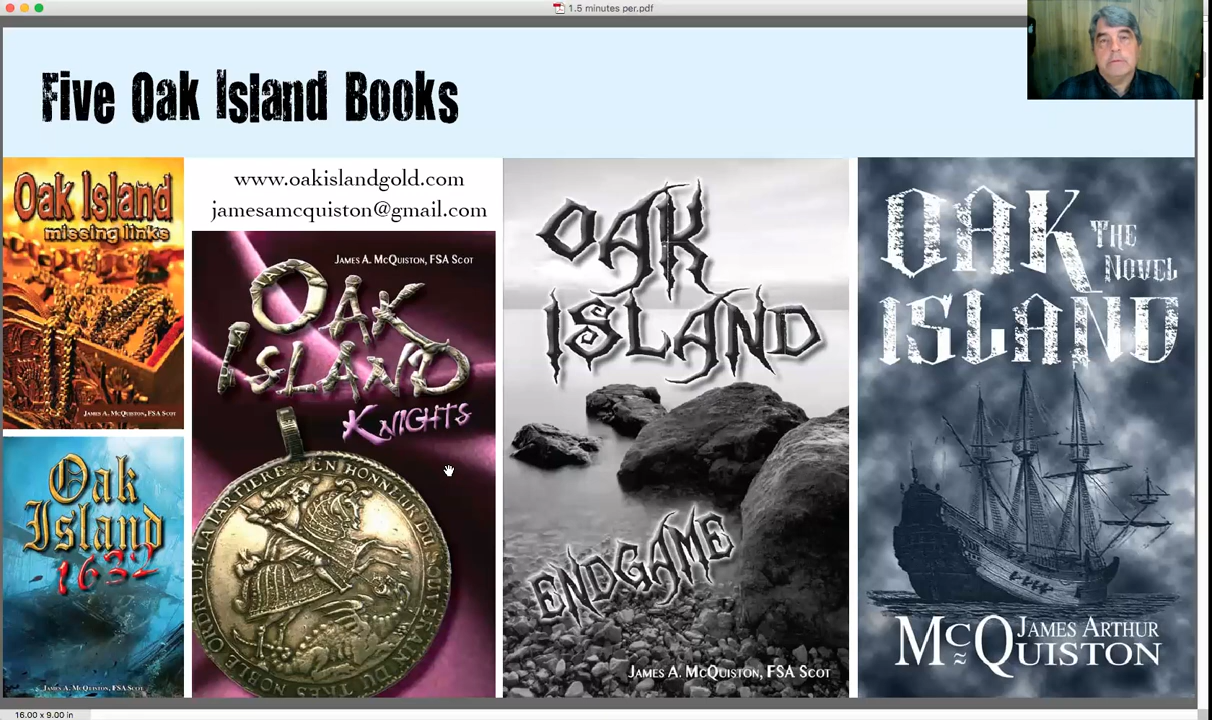 1.5 minutes per.pdf
Five Oak Island Books
Oak Island
missing links
James A. McQuiston, FSA Scot
Oak
Island
1632
James A. McQuiston, FSA Scot
www.oakislandgold.com
jamesamcquiston@gmail.com
James A. McQuiston, FSA Scot
OAK
ISLAND
KNIGHTS
OAK
ISLAND
ENDGAME
James A. McQuiston, FSA Scot
OAK
THE
NOVEL
ISLAND
McQUISTON
JAMES ARTHUR
16.00 x 9.00 in